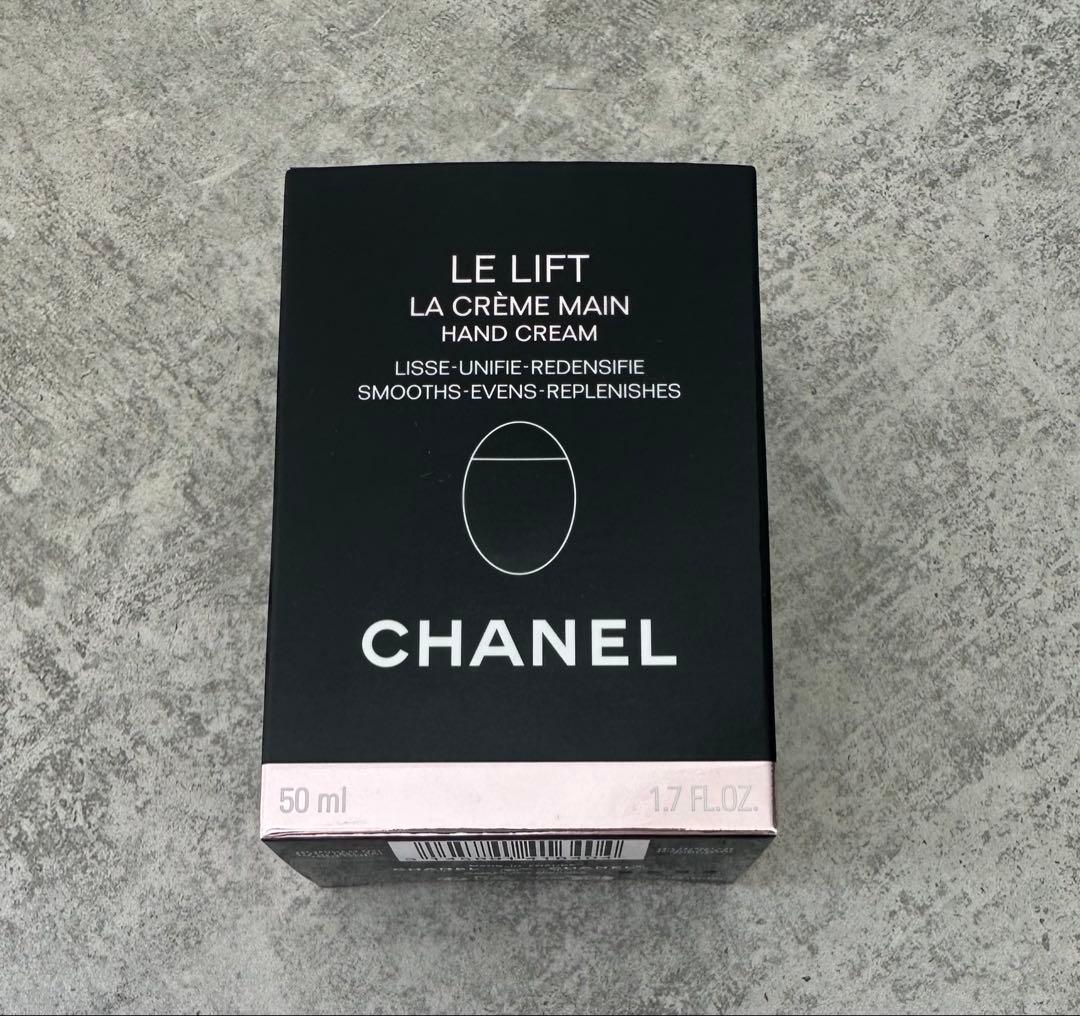 LE LIFT
LA CRÈME MAIN
HAND CREAM
LISSE-UNIFIE-REDENSIFIE
SMOOTHS-EVENS-REPLENISHES
CHANEL
50 ml 1.7 FL.OZ.